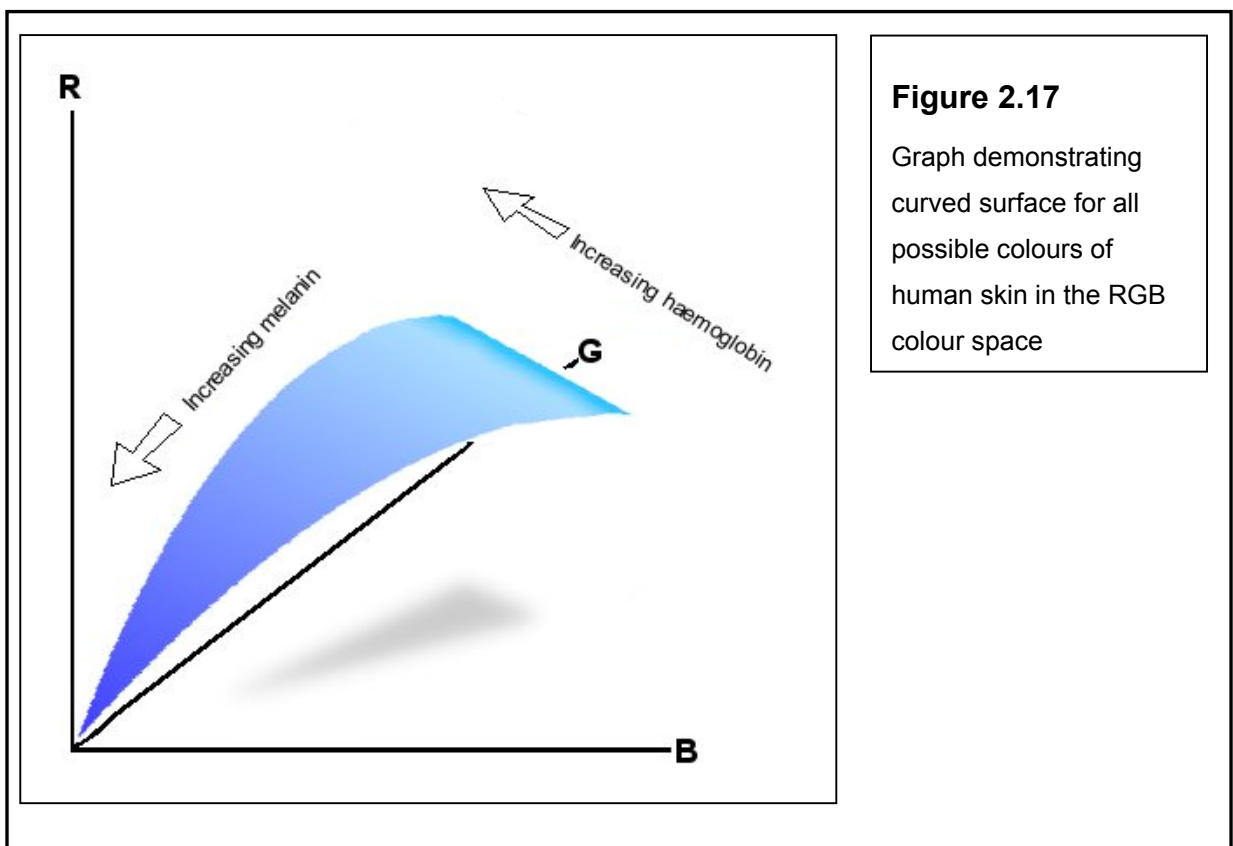 R
Increasing melanin
Increasing haemoglobin
G
B
Figure 2.17
Graph demonstrating
curved surface for all
possible colours of
human skin in the RGB
colour space